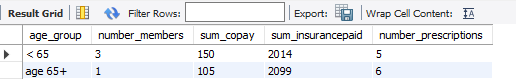 Result Grid Filter Rows: Export: Wrap Cell Content: IA
age_group number_members sum_copay sum_insurancepaid number_prescriptions
< 65 3 150 2014 5
age 65+ 1 105 2099 6